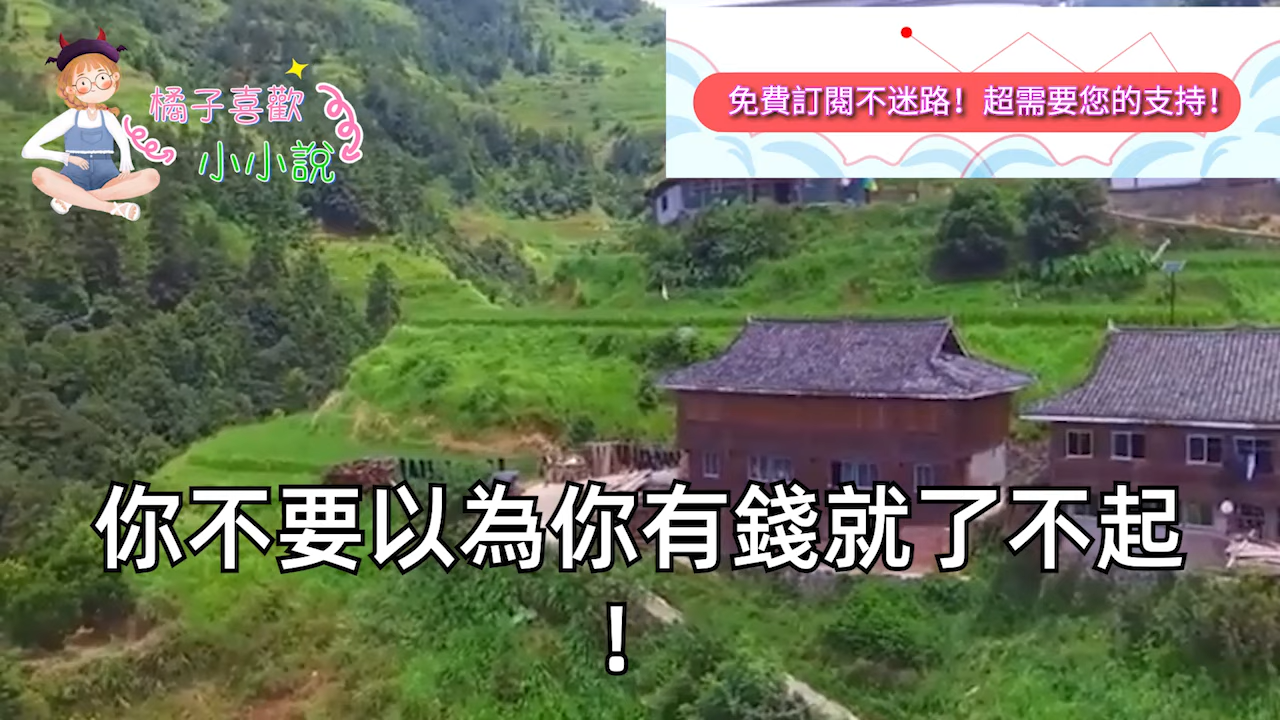 橘子喜歡
小小說
免費訂閱不迷路！超需要您的支持！
你不要以為你有錢就了不起
！